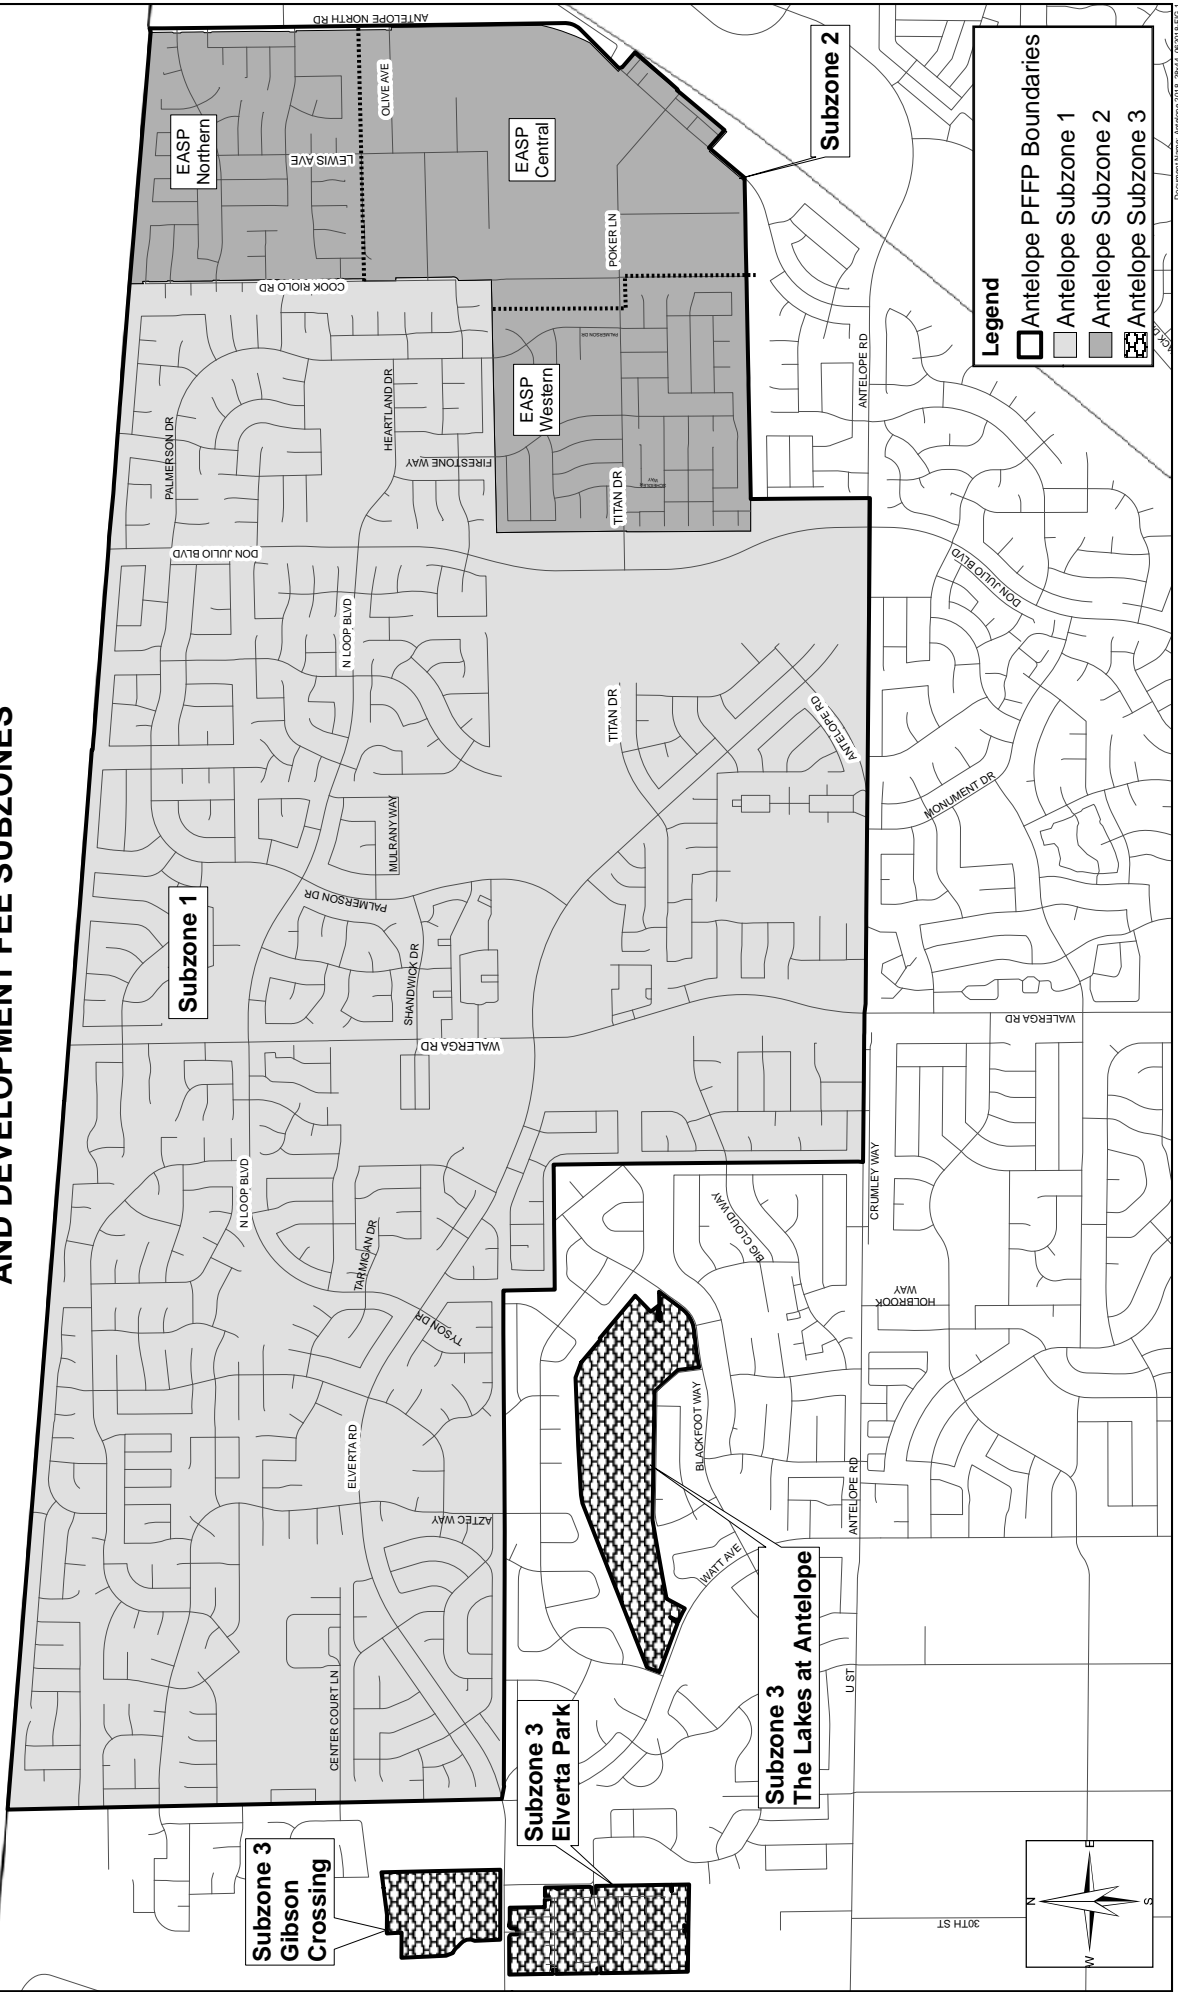 AND DEVELOPMENT FEE SUBZONES
ANTELOPE NORTH RD
OLIVE AVE
EASP
Northern
LEWIS AVE
EASP
Central
POKER LN
COOK RIOLO RD
Subzone 2
Legend
Antelope PFFP Boundaries
Antelope Subzone 1
Antelope Subzone 2
Antelope Subzone 3
PALMERSON DR
HEARTLAND DR
FIRESTONE WAY
EASP
Western
PALMERSON DR
TITAN DR
WAY
ANTELOPE RD
DON JULIO BLVD
N LOOP BLVD
DON JULIO BLVD
TITAN DR
ANTELOPE RD
MONUMENT DR
MULRANY WAY
PALMERSON DR
Subzone 1
SHANDWICK DR
WALERGA RD
WALERGA RD
N LOOP BLVD
TARMIGAN DR
TYSON DR
BIG CLOUD WAY
CRUMLEY WAY
HOLBROOK
WAY
ELVERTA RD
AZTEC WAY
BLACKFOOT WAY
WATT AVE
ANTELOPE RD
CENTER COURT LN
Subzone 3
The Lakes at Antelope
U ST
Subzone 3
Elverta Park
Subzone 3
Gibson
Crossing
30TH ST
N
E
S
W